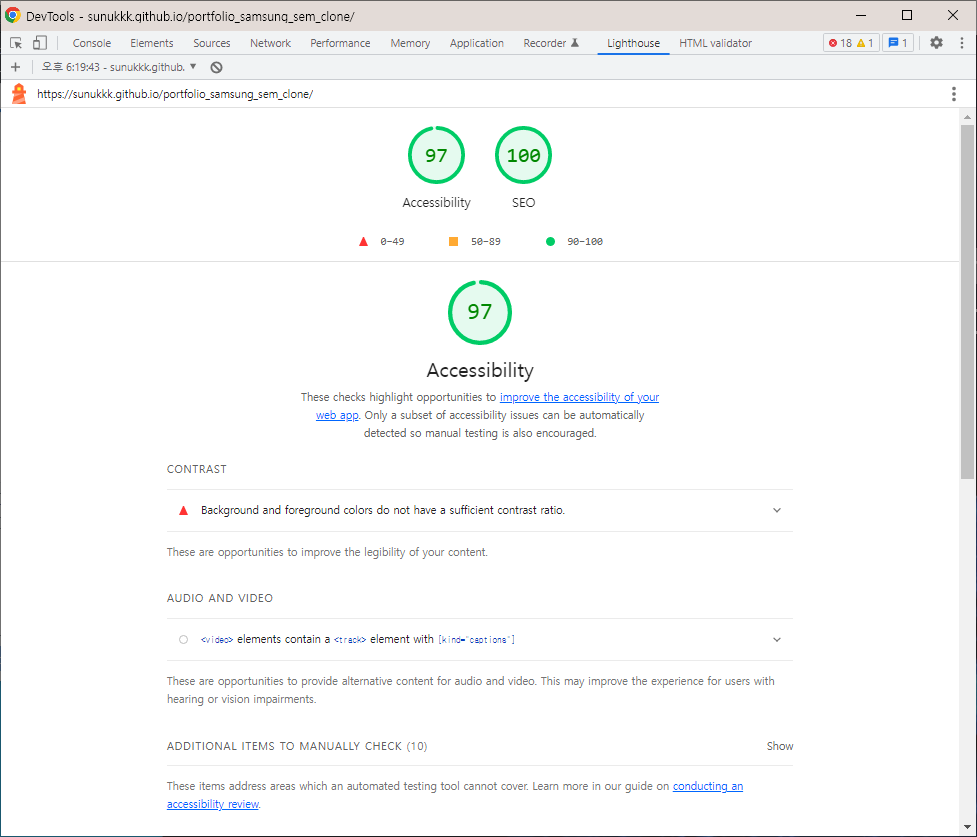 DevTools - sunukkk.github.io/portfolio_samsung_sem_clone/
Console Elements Sources Network Performance Memory Application Recorder Lighthouse HTML validator 18 1 1
+ 오후 6:19:43 - sunukkk.github. ▼
https://sunukkk.github.io/portfolio_samsung_sem_clone/
97 100
Accessibility SEO
0–49 50–89 90–100
97
Accessibility
These checks highlight opportunities to improve the accessibility of your
web app. Only a subset of accessibility issues can be automatically
detected so manual testing is also encouraged.
CONTRAST
Background and foreground colors do not have a sufficient contrast ratio.
These are opportunities to improve the legibility of your content.
AUDIO AND VIDEO
<video> elements contain a <track> element with [kind="captions"]
These are opportunities to provide alternative content for audio and video. This may improve the experience for users with
hearing or vision impairments.
ADDITIONAL ITEMS TO MANUALLY CHECK (10) Show
These items address areas which an automated testing tool cannot cover. Learn more in our guide on conducting an
accessibility review.